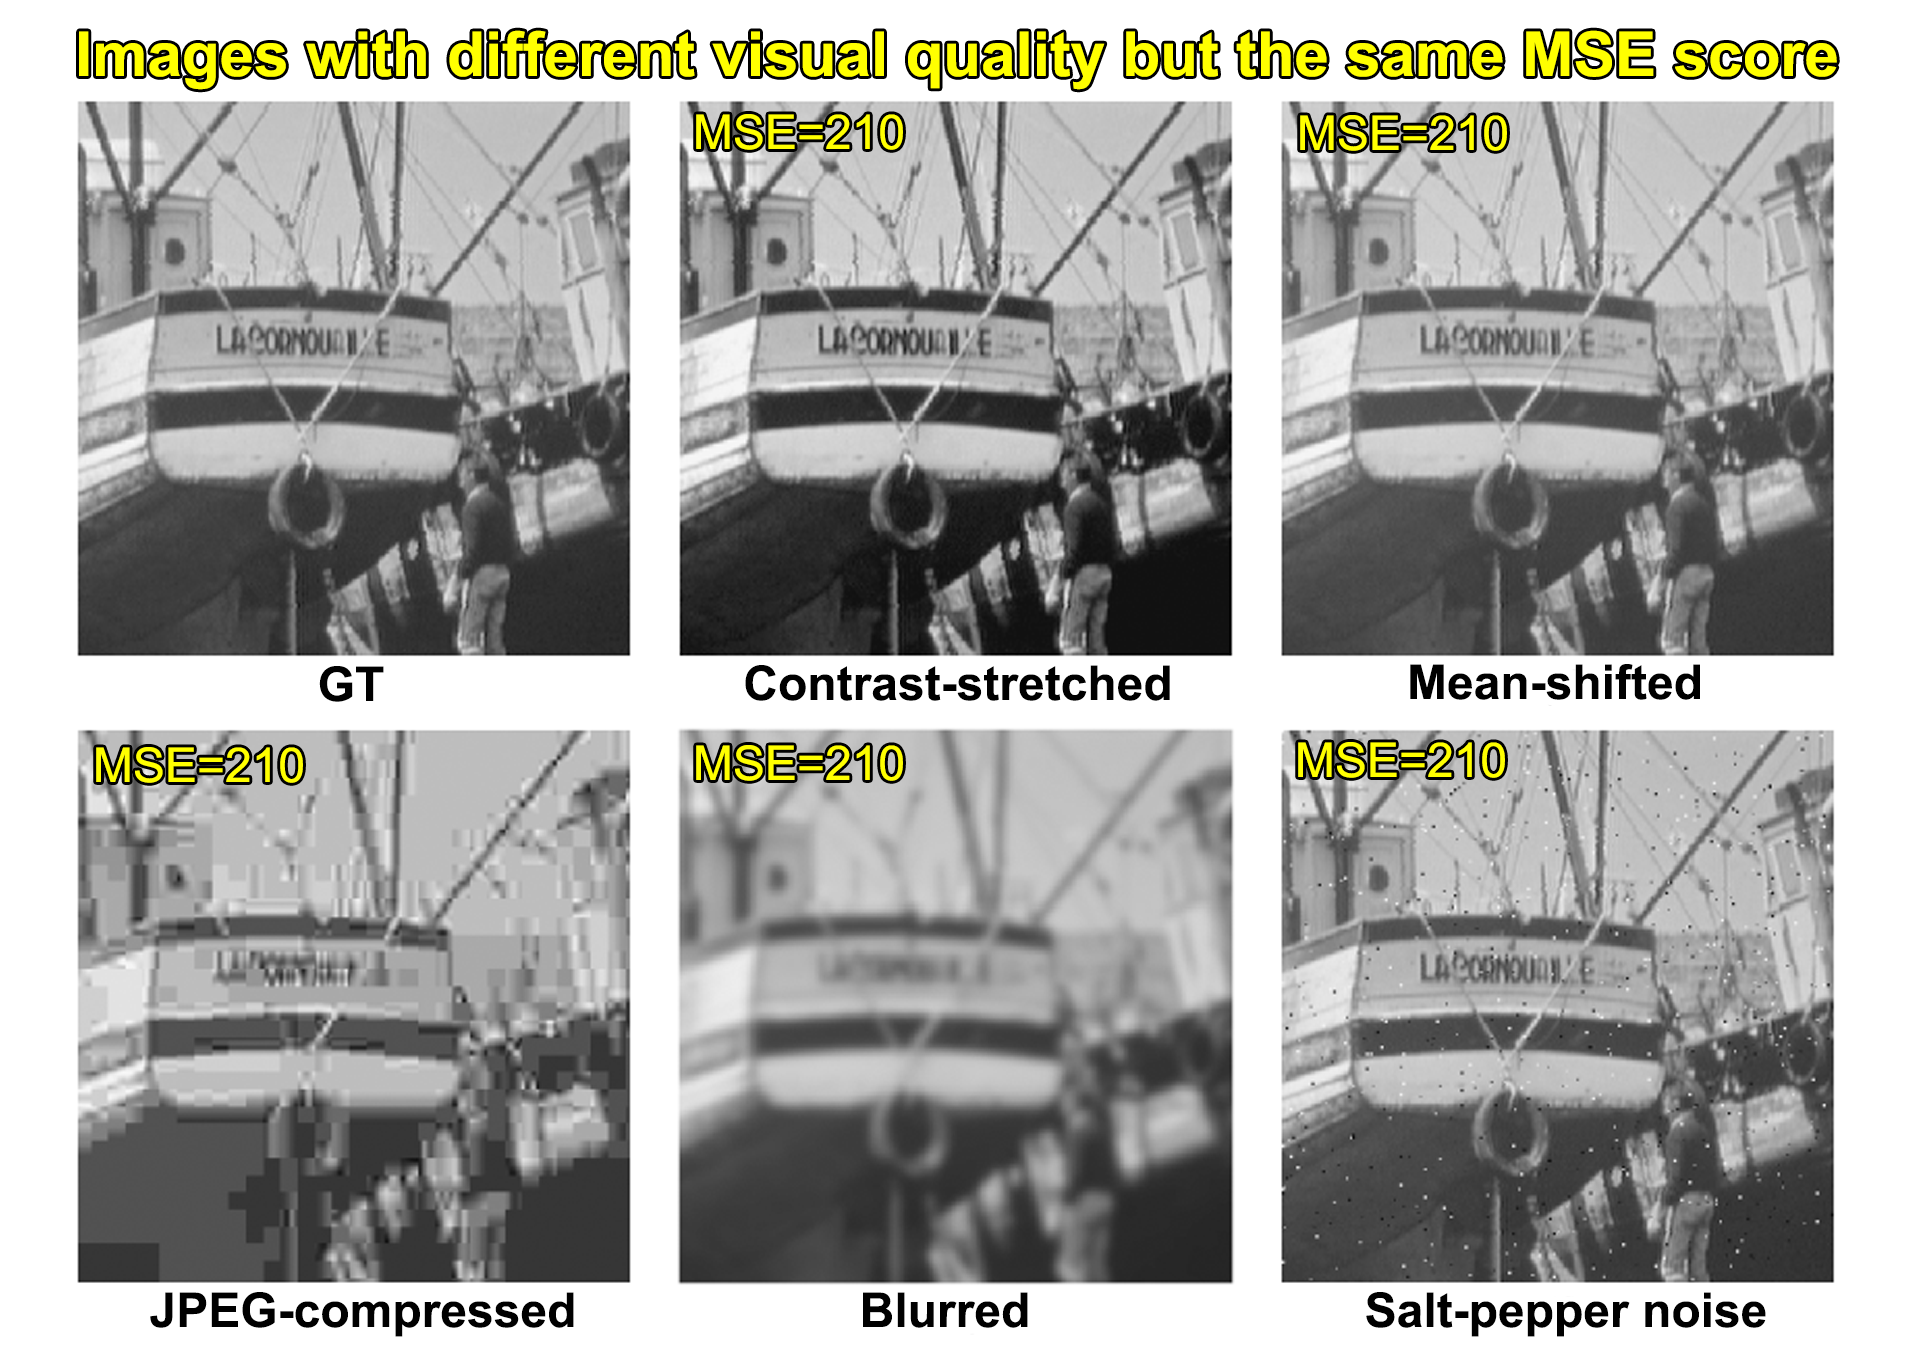 Images with different visual quality but the same MSE score
MSE=210
MSE=210
LA CORNOUAILLE
LA CORNOUAILLE
LA CORNOUAILLE
GT
Contrast-stretched
Mean-shifted
MSE=210
MSE=210
MSE=210
LA CORNOUAILLE
JPEG-compressed
Blurred
Salt-pepper noise